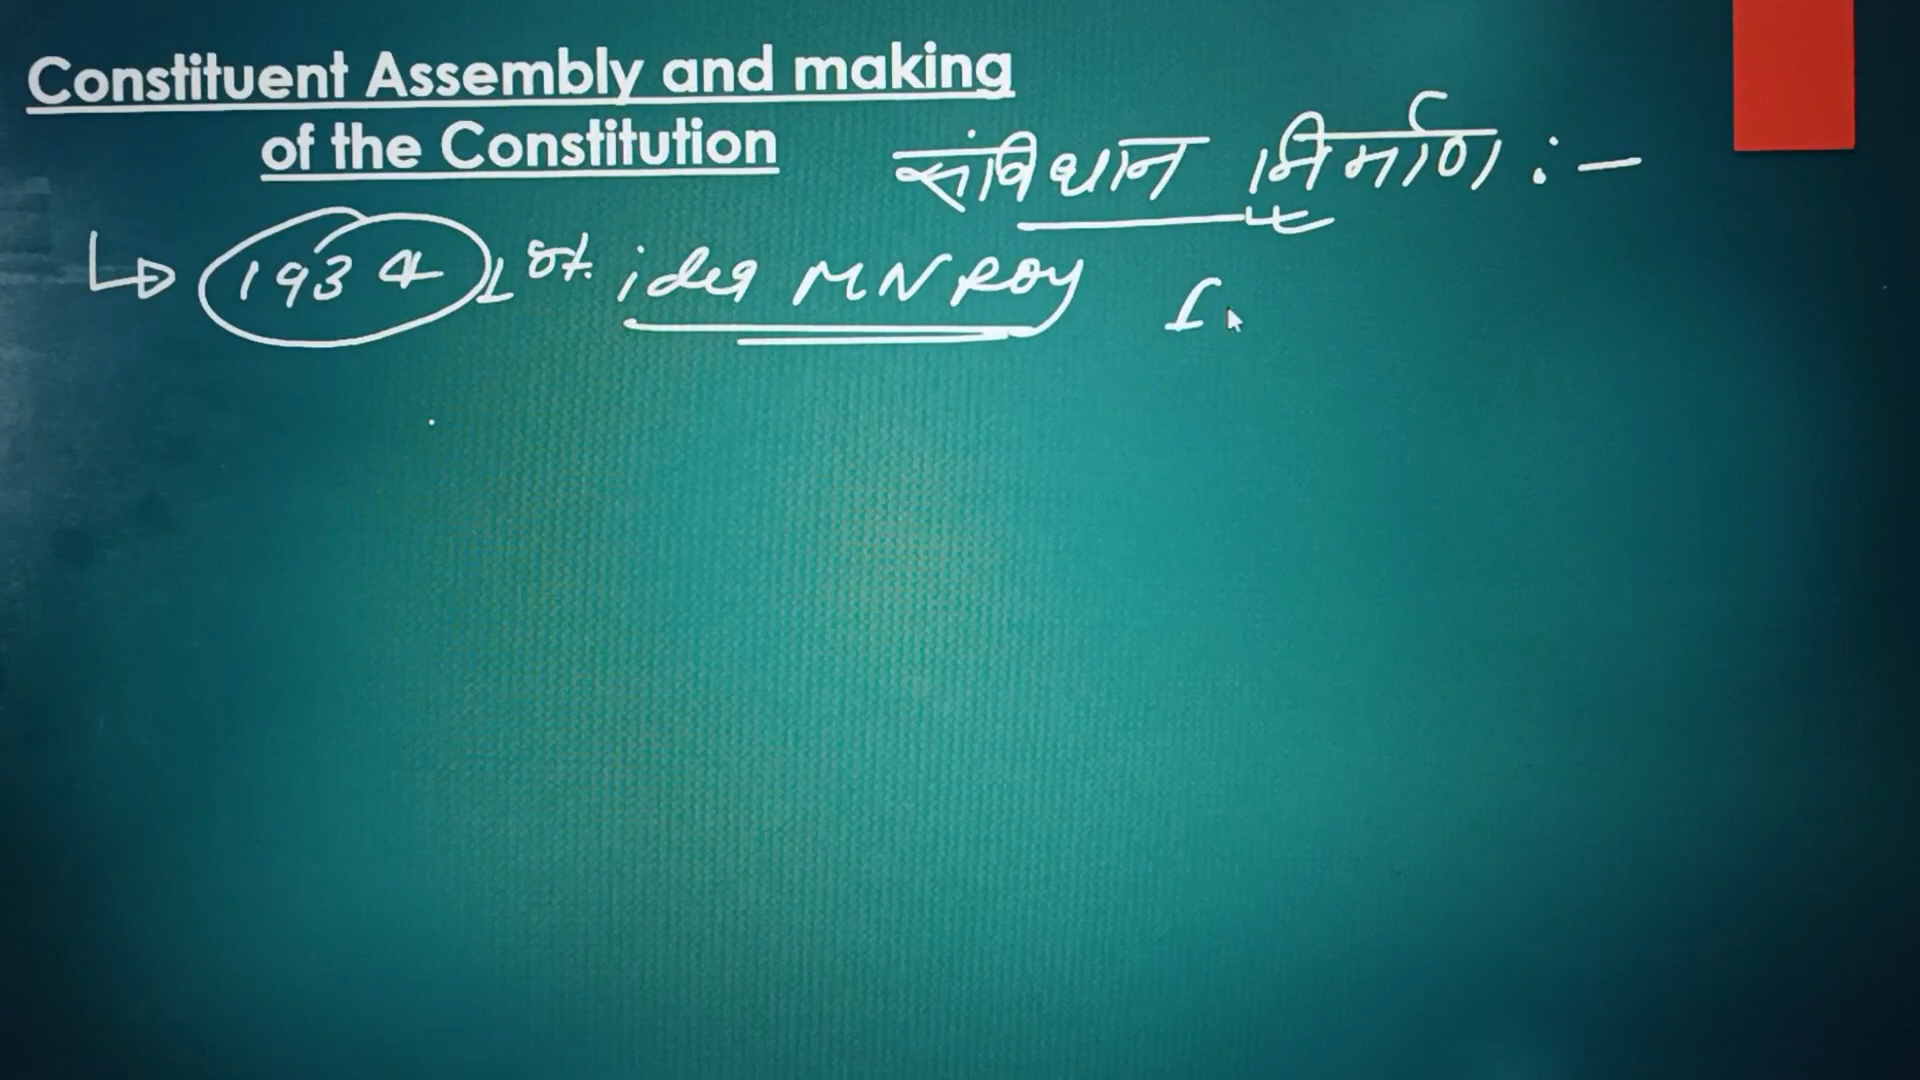 Constituent Assembly and making
of the Constitution
संविधान निर्माण :-
1934 1st. idea MN ROY